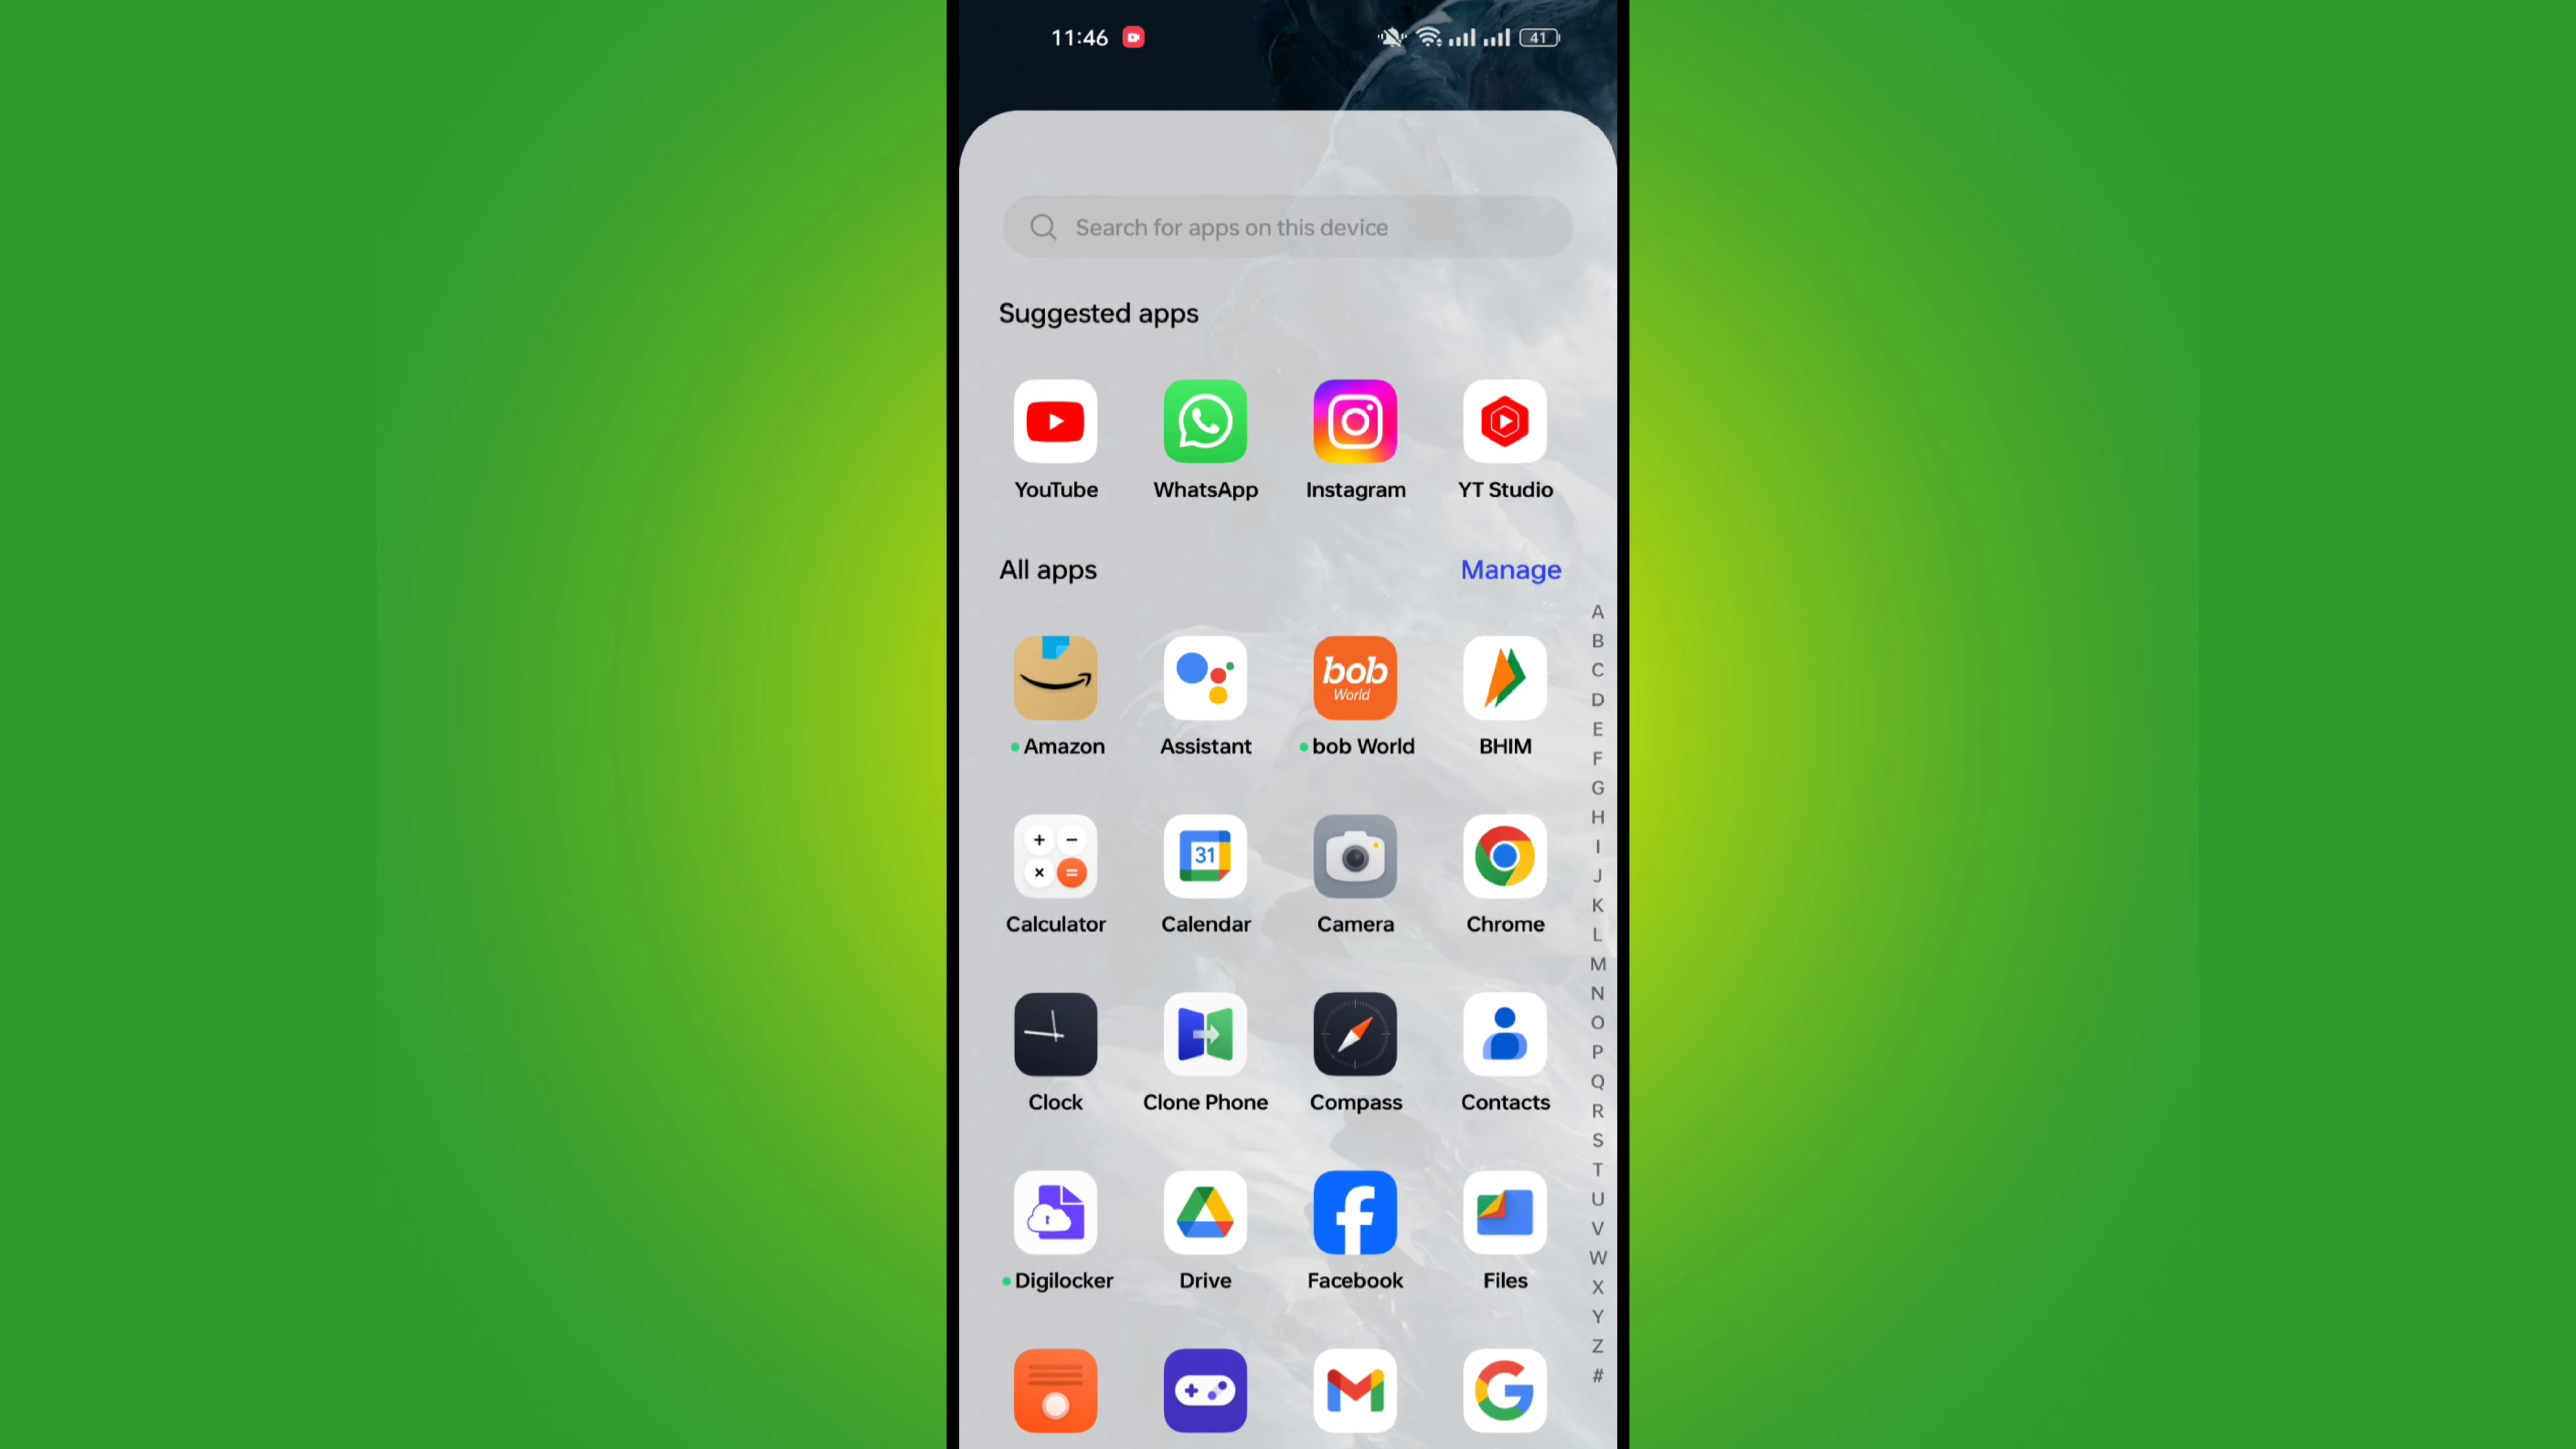 11:46
41
Search for apps on this device
Suggested apps
YouTube WhatsApp Instagram YT Studio
All apps Manage
bob World
31
Amazon Assistant bob World BHIM
Calculator Calendar Camera Chrome
Clock Clone Phone Compass Contacts
Digilocker Drive Facebook Files
A
B
C
D
E
F
G
H
I
J
K
L
M
N
O
P
Q
R
S
T
U
V
W
X
Y
Z
#